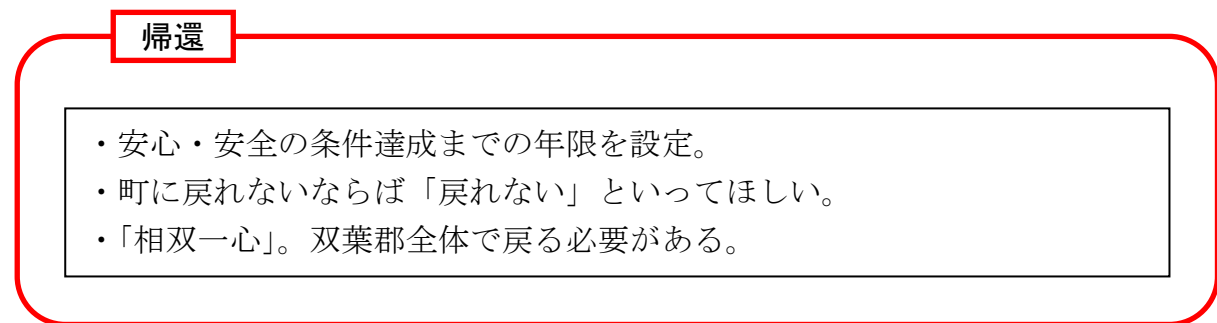 帰還
・安心・安全の条件達成までの年限を設定。
・町に戻れないならば「戻れない」といってほしい。
・「相双一心」。双葉郡全体で戻る必要がある。